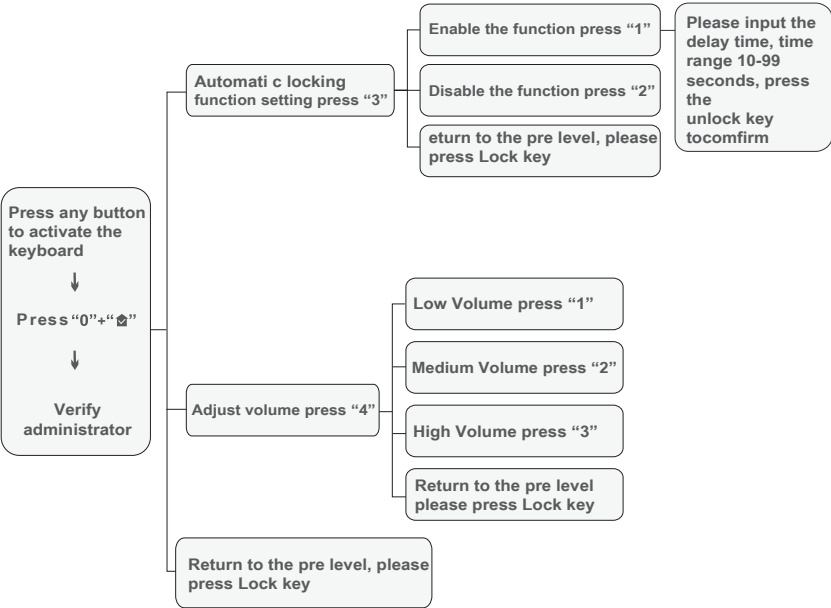 Press any button
to activate the
keyboard
Press “0”+“”
Verify
administrator
Automati c locking
function setting press “3”
Enable the function press “1”
Please input the
delay time, time
range 10-99
seconds, press
the
unlock key
tocomfirm
Disable the function press “2”
eturn to the pre level, please
press Lock key
Adjust volume press “4”
Low Volume press “1”
Medium Volume press “2”
High Volume press “3”
Return to the pre level
please press Lock key
Return to the pre level, please
press Lock key